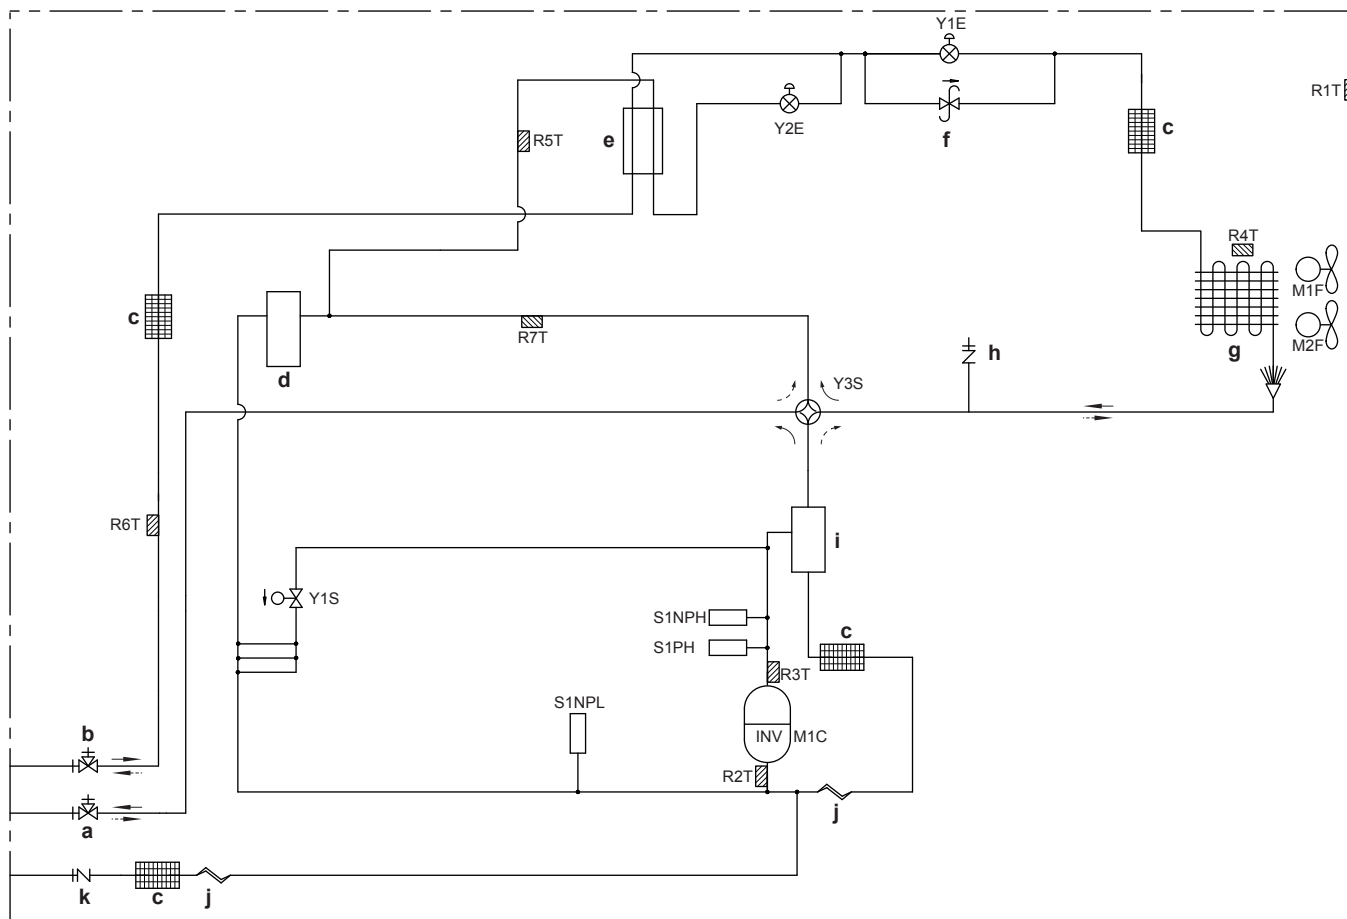 Y1E
R1T
Y2E
f
c
R5T
e
R4T
M1F
M2F
g
c
R7T
d
h
Y3S
R6T
i
Y1S
S1NPH
S1PH
c
R3T
S1NPL
b
INV
M1C
R2T
a
j
k
c
j